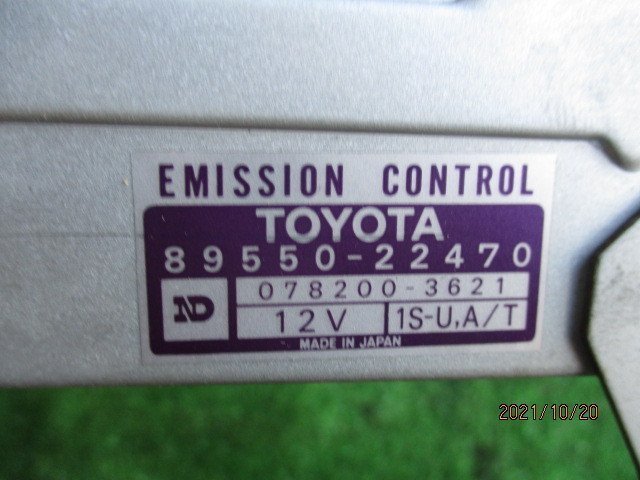 EMISSION CONTROL
TOYOTA
89550-22470
ND
078200-3621
12V
1S-U,A/T
MADE IN JAPAN
2021/10/20